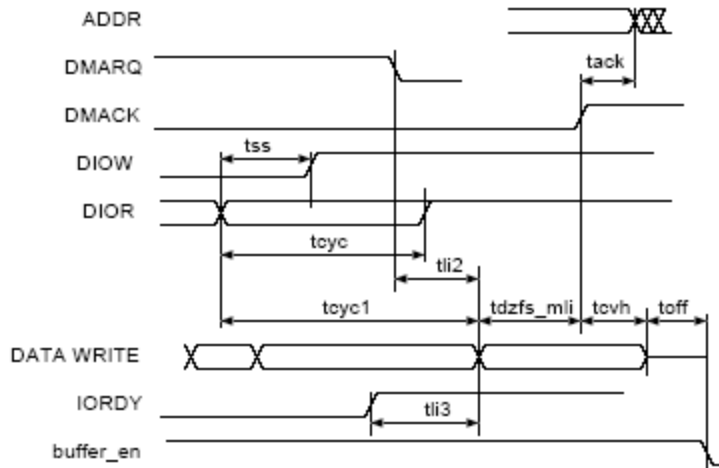 ADDR
DMARQ tack
DMACK
tss
DIOW
DIOR
tcyc
tli2
tcyc1 tdzfs_mli tcvh toff
DATA WRITE
IORDY
tli3
buffer_en